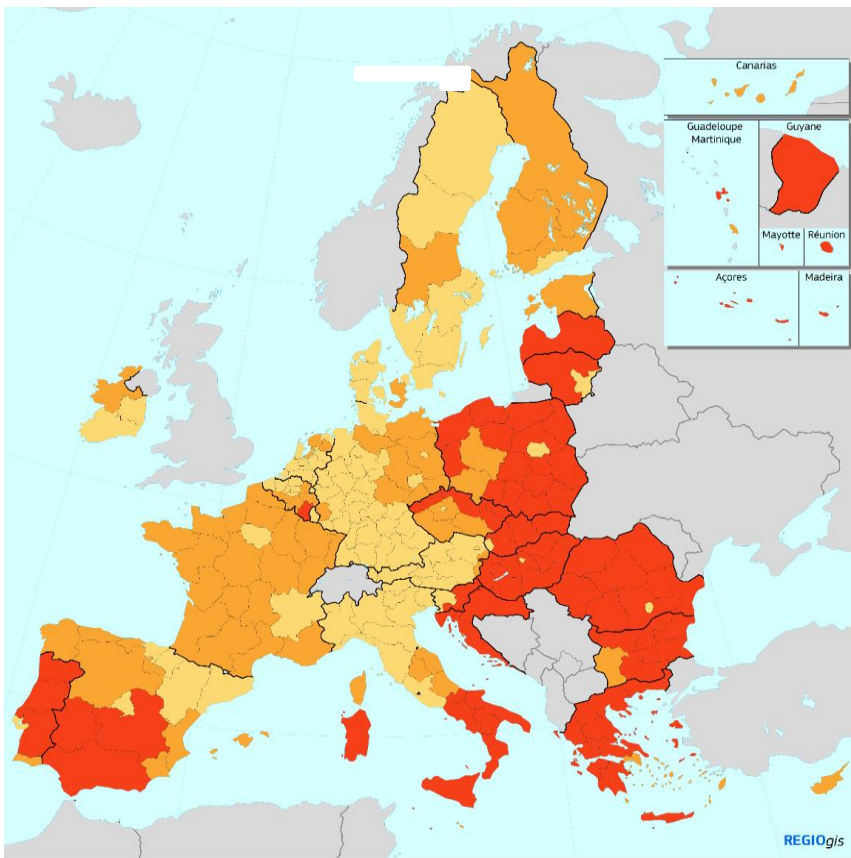 Canarias
Guadeloupe
Martinique
Guyane
Mayotte
Réunion
Açores
Madeira
REGIOgis